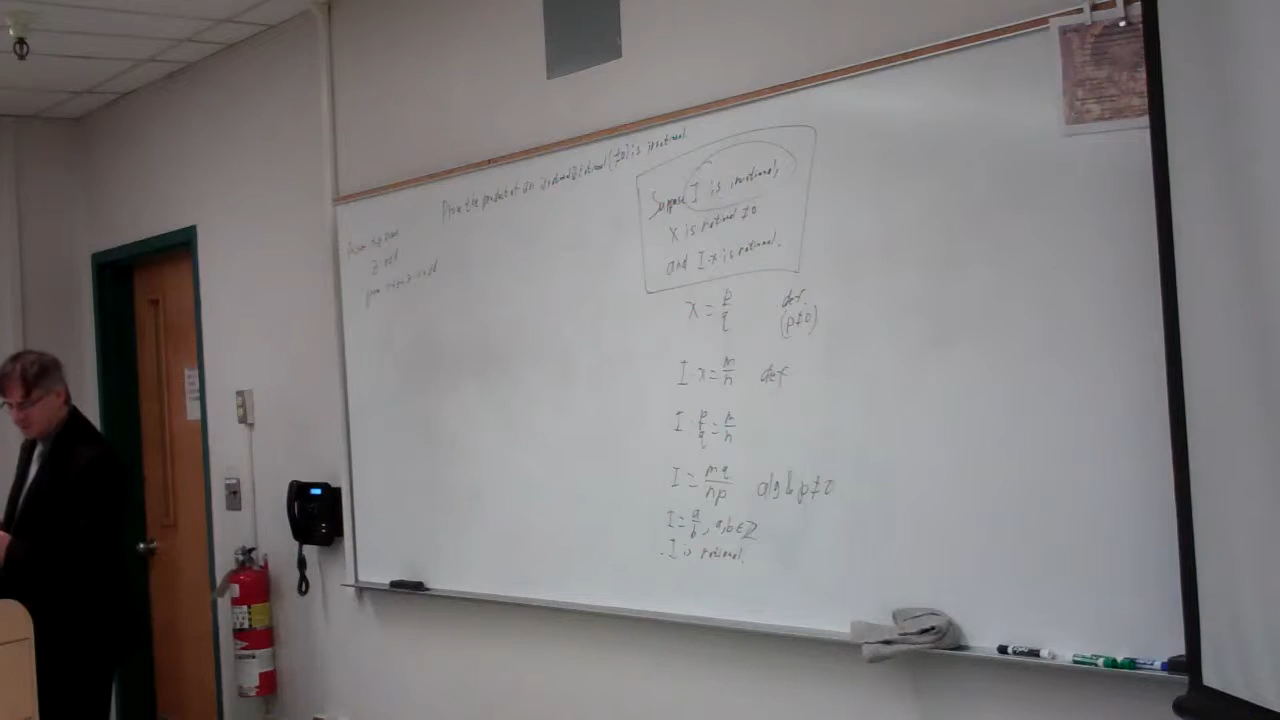 Prove the product of an irrational & rational (≠0) is irrational.
z odd
Suppose I is irrational,
x is rational ≠0
and I·x is rational.
x = p/q def. (p≠0)
I·x = m/n def
I · p/q = m/n
I = mq/np alg & p≠0
I = a/b, a,b ∈ ℤ
I is rational.